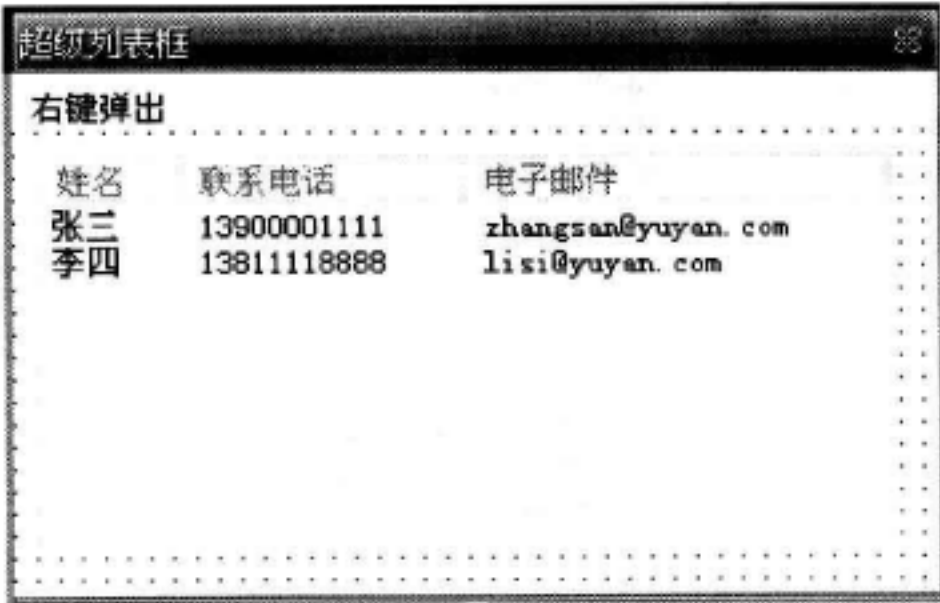 超级列表框
右键弹出
姓名 联系电话 电子邮件
张三 13900001111 zhangsan@yuyan.com
李四 13811118888 lisi@yuyan.com